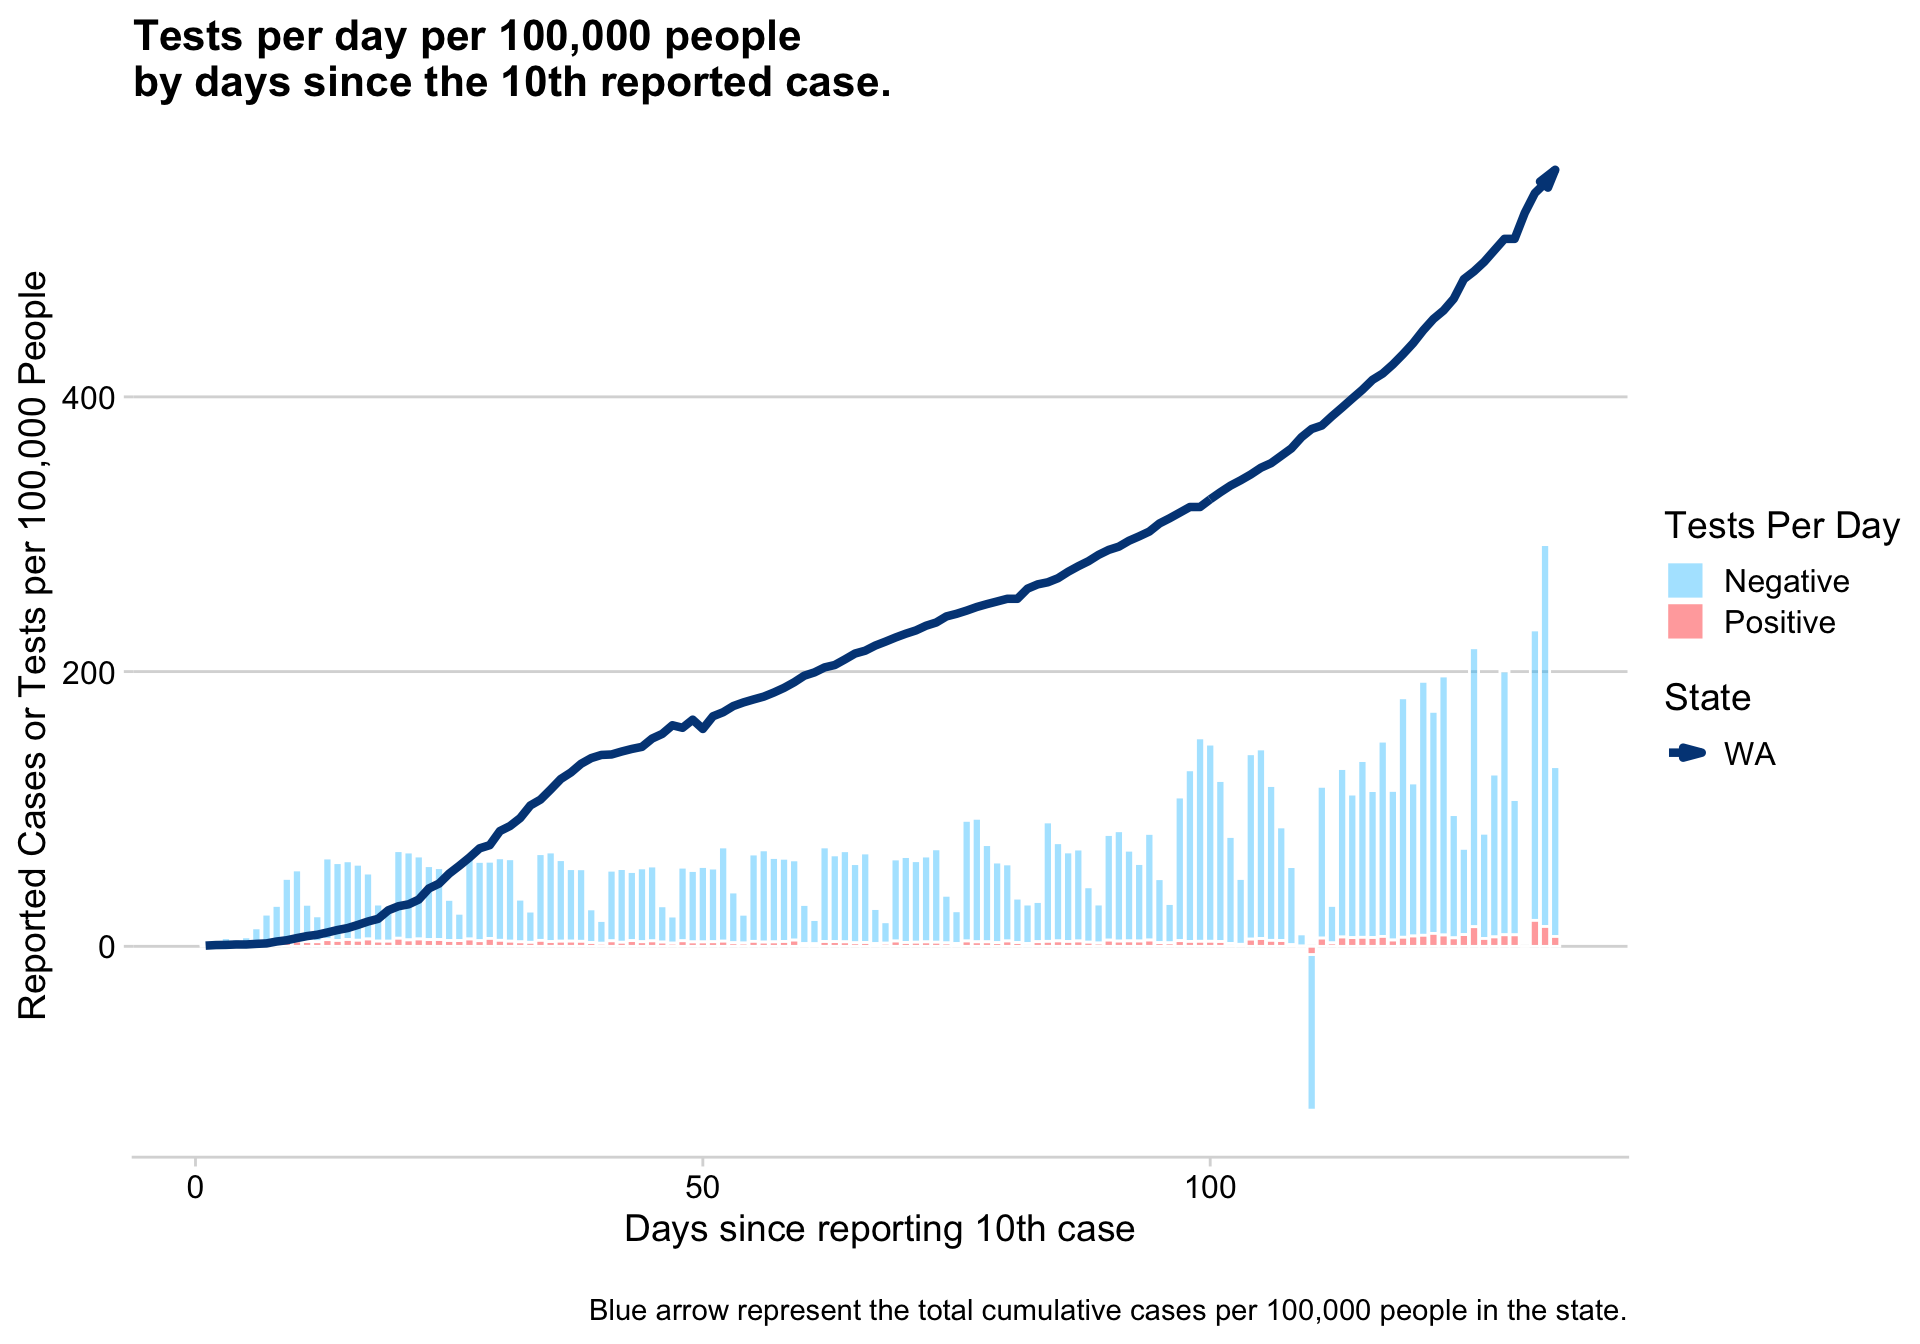 Tests per day per 100,000 people
by days since the 10th reported case.
Reported Cases or Tests per 100,000 People
400
200
0
0
50
100
Days since reporting 10th case
Tests Per Day
Negative
Positive
State
WA
Blue arrow represent the total cumulative cases per 100,000 people in the state.